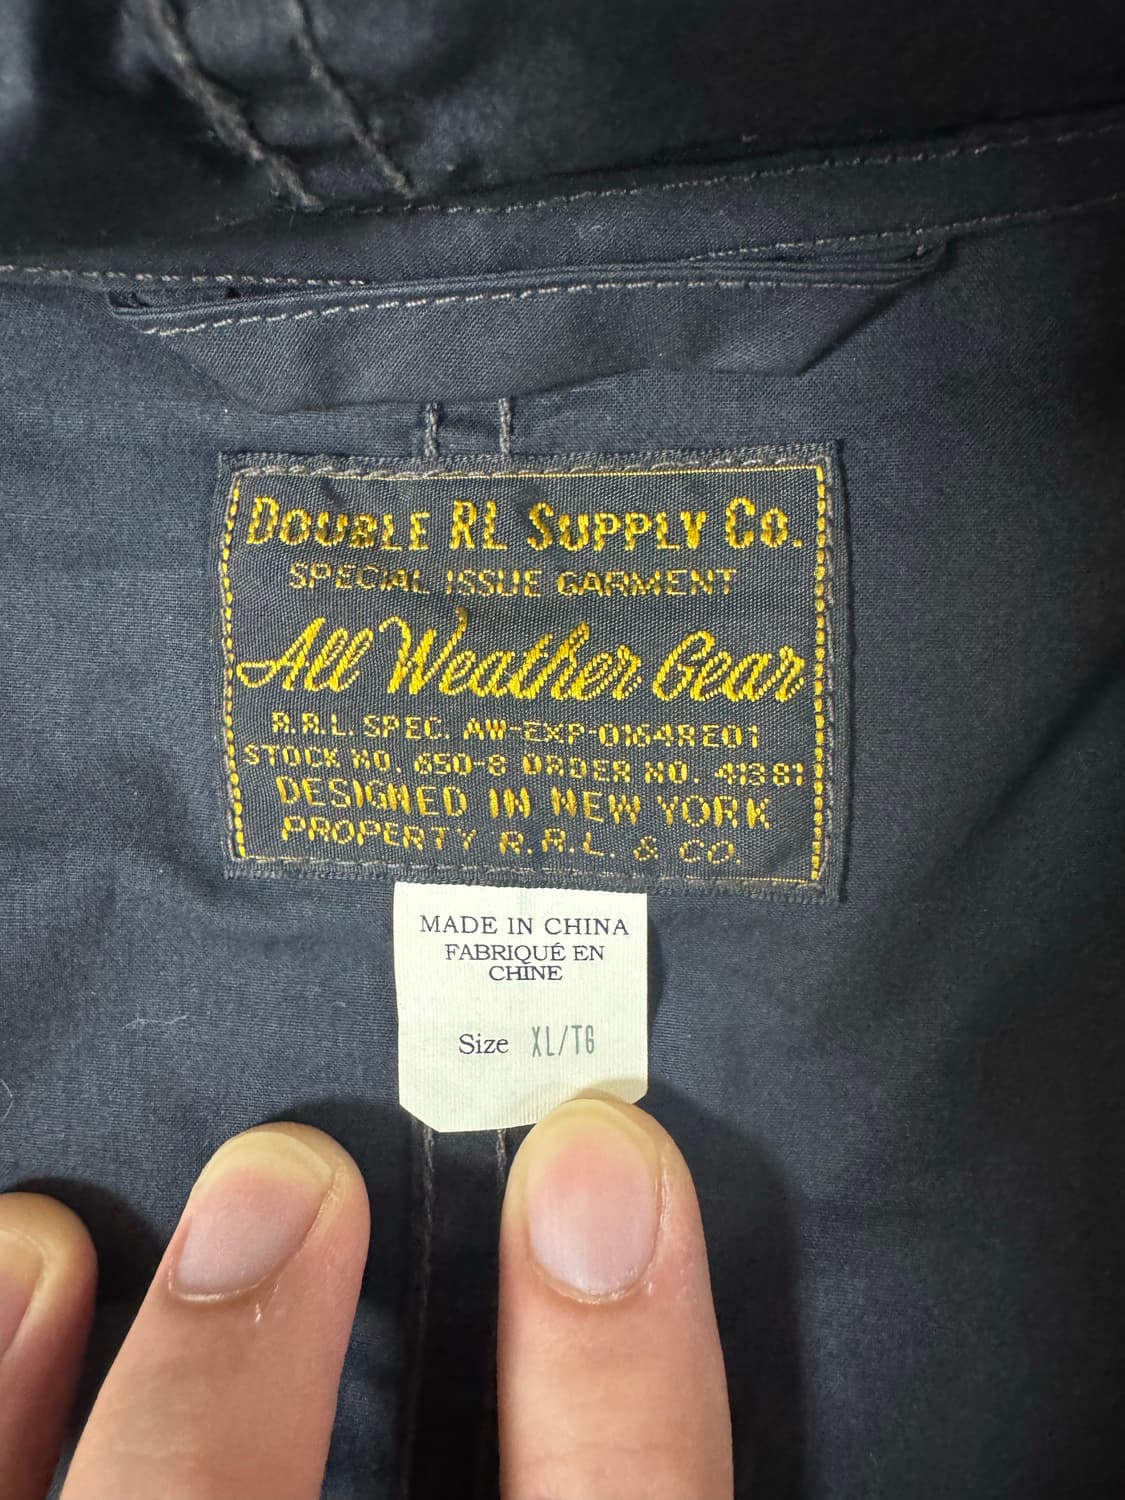 DOUBLE RL SUPPLY CO.
SPECIAL ISSUE GARMENT
All Weather Gear
R.R.L. SPEC. AW-EXP-01648E01
STOCK NO. 650-8 ORDER NO. 41381
DESIGNED IN NEW YORK
PROPERTY R.R.L. & CO.
MADE IN CHINA
FABRIQUÉ EN
CHINE
Size XL/TG